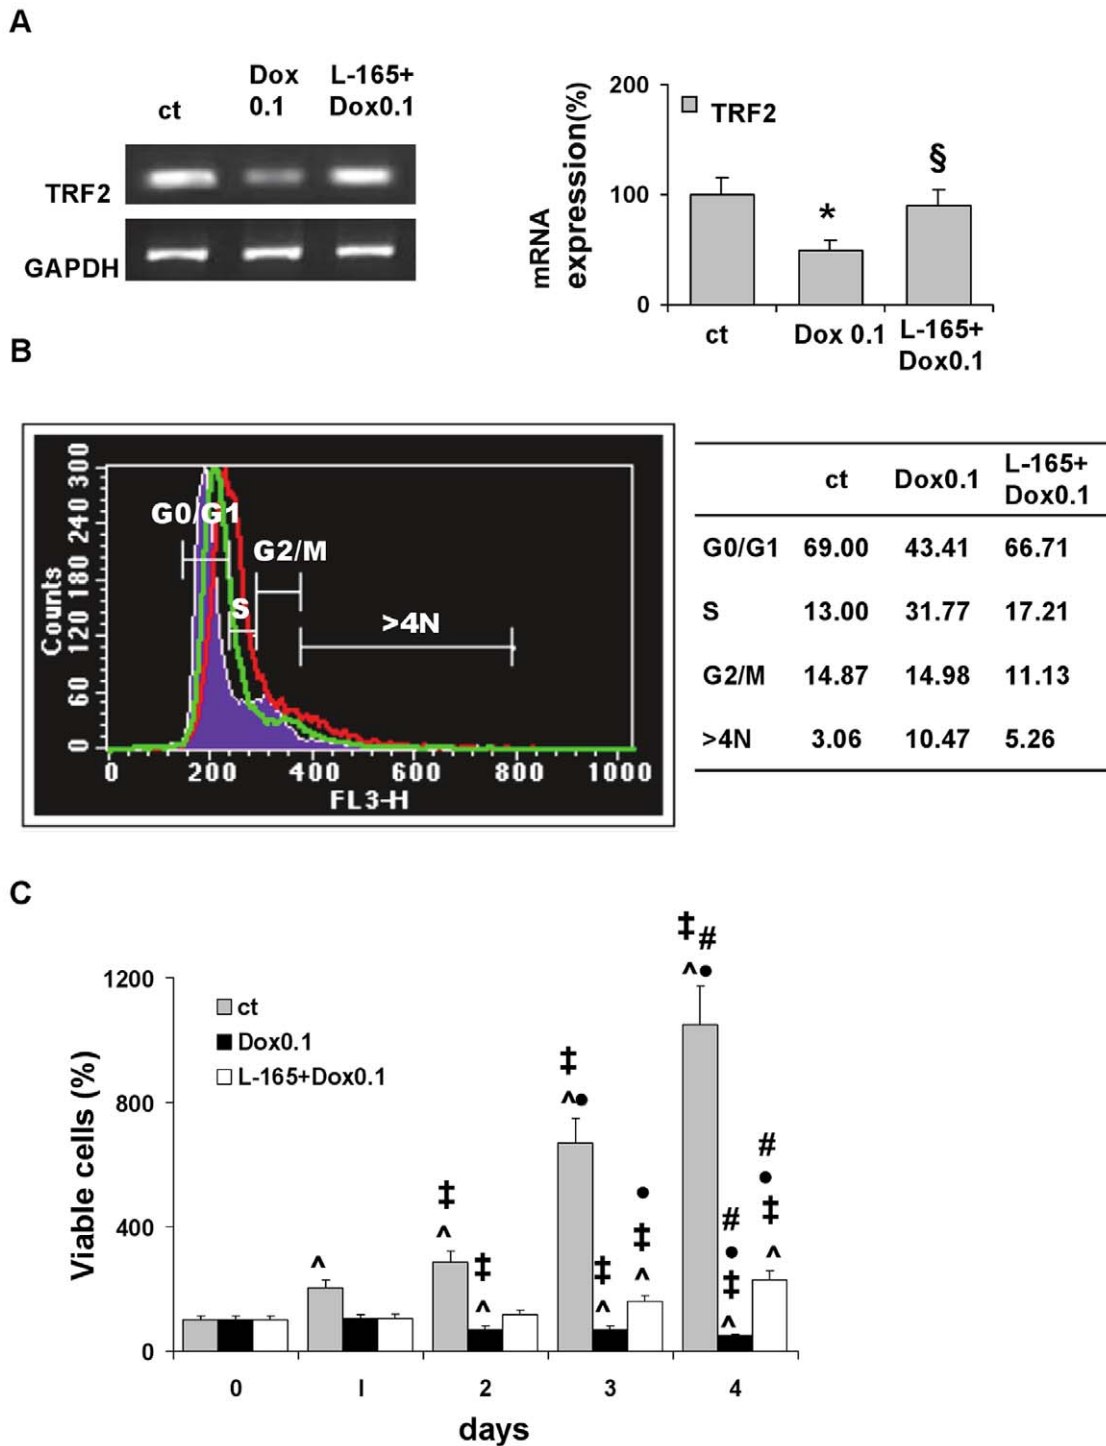 A
ct
Dox
0.1
L-165+
Dox0.1
TRF2
GAPDH
mRNA
expression(%)
200
100
0
TRF2
*
§
ct
Dox 0.1
L-165+
Dox0.1
B
Counts
300
240
180
120
60
0
G0/G1
G2/M
S
>4N
0 200 400 600 800 1000
FL3-H
ct Dox0.1 L-165+
Dox0.1
G0/G1 69.00 43.41 66.71
S 13.00 31.77 17.21
G2/M 14.87 14.98 11.13
>4N 3.06 10.47 5.26
C
Viable cells (%)
1200
800
400
0
ct
Dox0.1
L-165+Dox0.1
^
‡
^
‡
^
‡
^●
‡
^
●
‡
^
‡#
^●
#
●
‡
^
#
●
‡
^
0 I 2 3 4
days